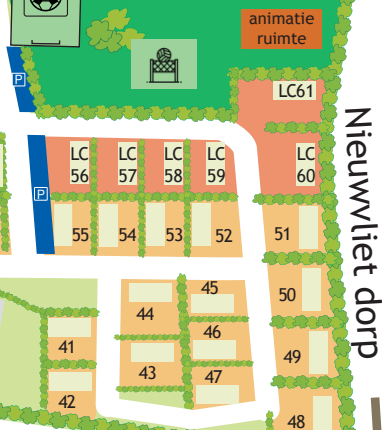 animatie
ruimte
P
LC61
Nieuwvliet dorp
LC
56
LC
57
LC
58
LC
59
LC
60
P
55
54
53
52
51
50
45
44
46
49
41
43
47
42
48